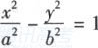 x²/a² − y²/b² = 1